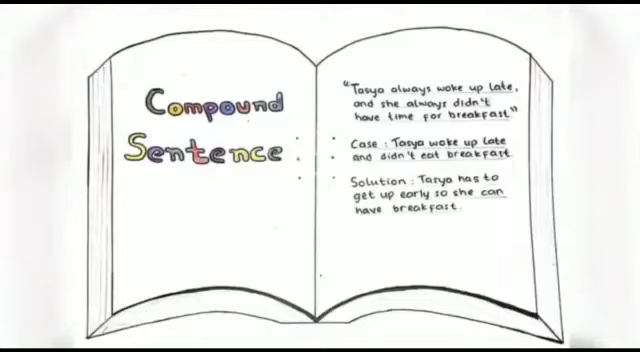 Compound
Sentence
"Tasya always woke up late,
and she always didn't
have time for breakfast"
Case : Tasya woke up late
and didn't eat breakfast
Solution : Tasya has to
get up early so she can
have breakfast.